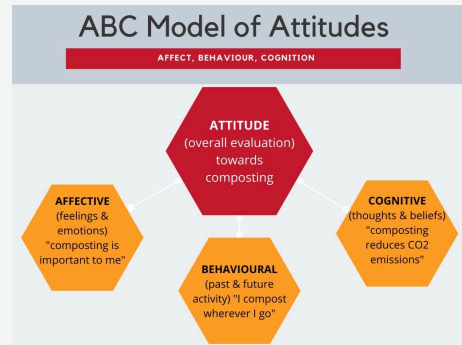 ABC Model of Attitudes
AFFECT, BEHAVIOUR, COGNITION
ATTITUDE
(overall evaluation)
towards
composting
AFFECTIVE
(feelings &
emotions)
"composting is
important to me"
BEHAVIOURAL
(past & future
activity) "I compost
wherever I go"
COGNITIVE
(thoughts & beliefs)
"composting
reduces CO2
emissions"